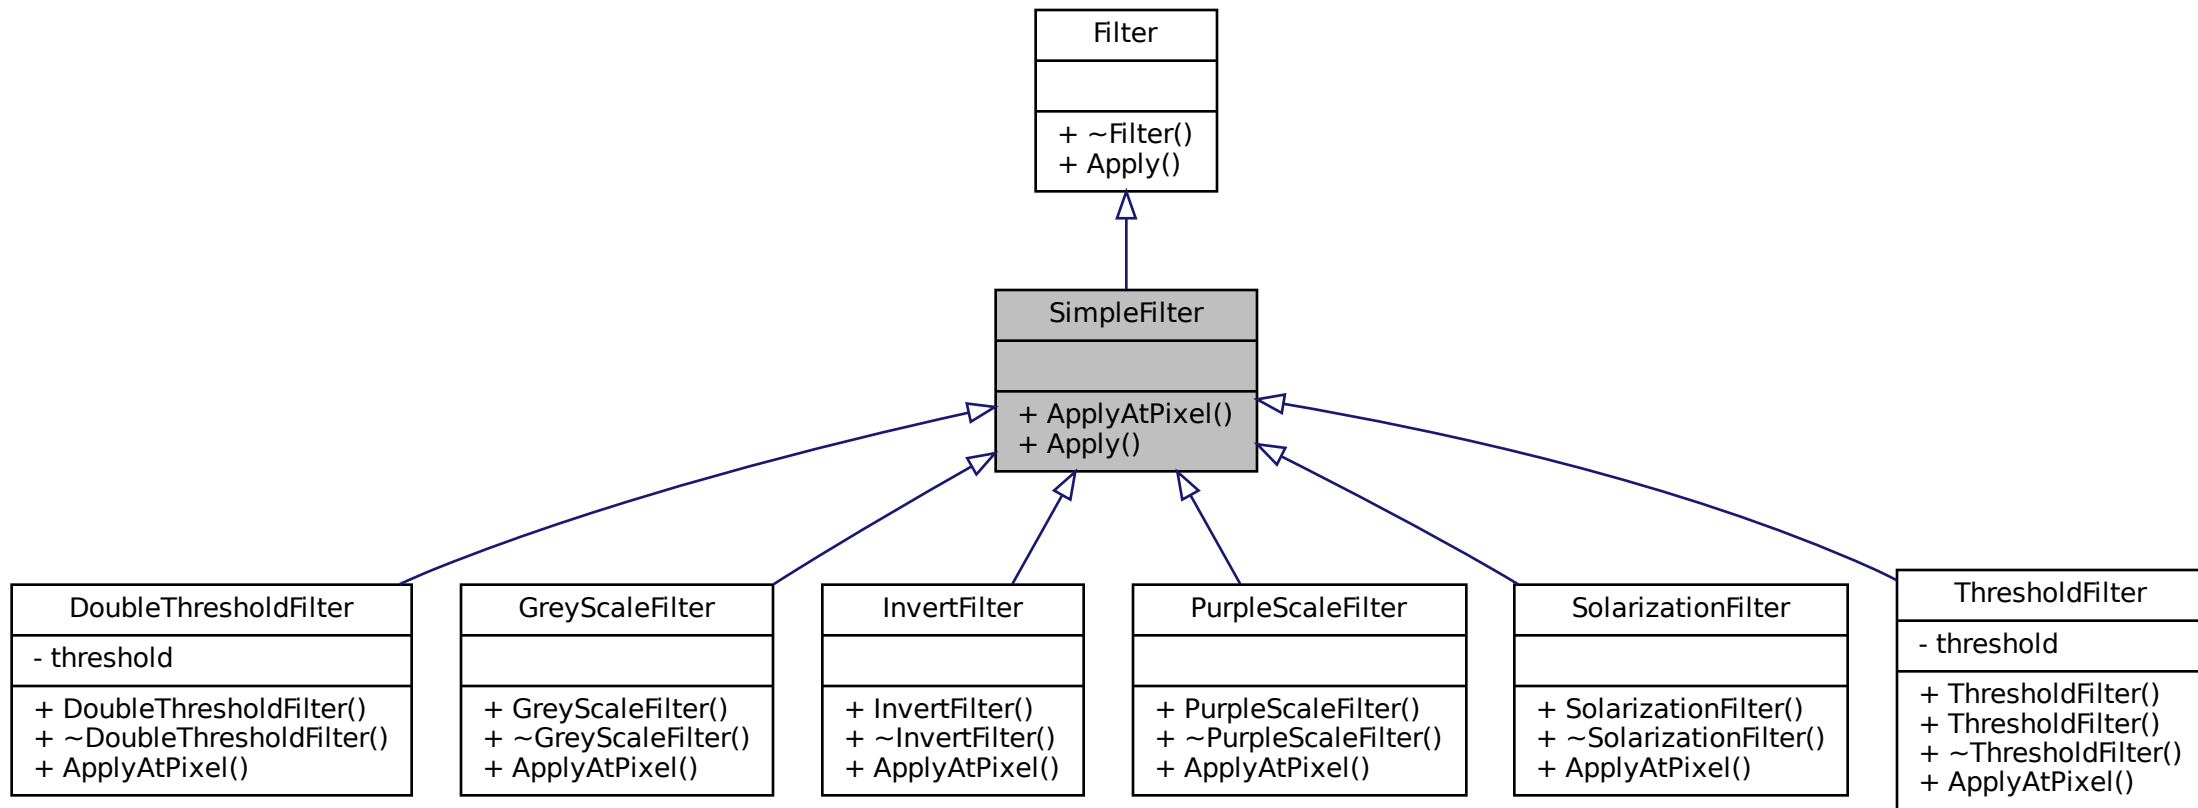 Filter
+ ~Filter()
+ Apply()
SimpleFilter
+ ApplyAtPixel()
+ Apply()
DoubleThresholdFilter
- threshold
+ DoubleThresholdFilter()
+ ~DoubleThresholdFilter()
+ ApplyAtPixel()
GreyScaleFilter
+ GreyScaleFilter()
+ ~GreyScaleFilter()
+ ApplyAtPixel()
InvertFilter
+ InvertFilter()
+ ~InvertFilter()
+ ApplyAtPixel()
PurpleScaleFilter
+ PurpleScaleFilter()
+ ~PurpleScaleFilter()
+ ApplyAtPixel()
SolarizationFilter
+ SolarizationFilter()
+ ~SolarizationFilter()
+ ApplyAtPixel()
ThresholdFilter
- threshold
+ ThresholdFilter()
+ ThresholdFilter()
+ ~ThresholdFilter()
+ ApplyAtPixel()